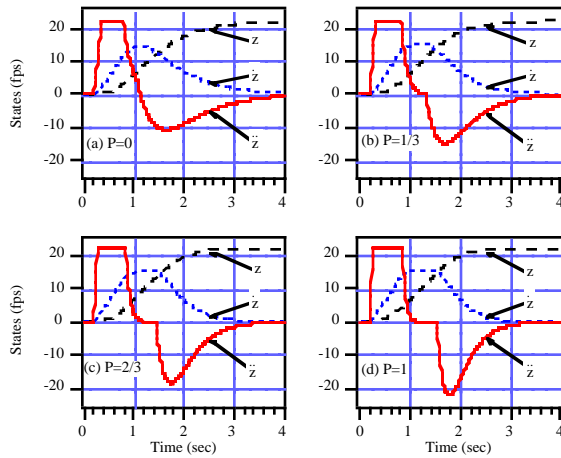 States (fps)
20
10
0
-10
-20
z
ż
z̈
(a) P=0
0 1 2 3 4
20
10
0
-10
-20
z
ż
z̈
(b) P=1/3
0 1 2 3 4
States (fps)
20
10
0
-10
-20
z
ż
z̈
(c) P=2/3
0 1 2 3 4
Time (sec)
20
10
0
-10
-20
z
ż
z̈
(d) P=1
0 1 2 3 4
Time (sec)